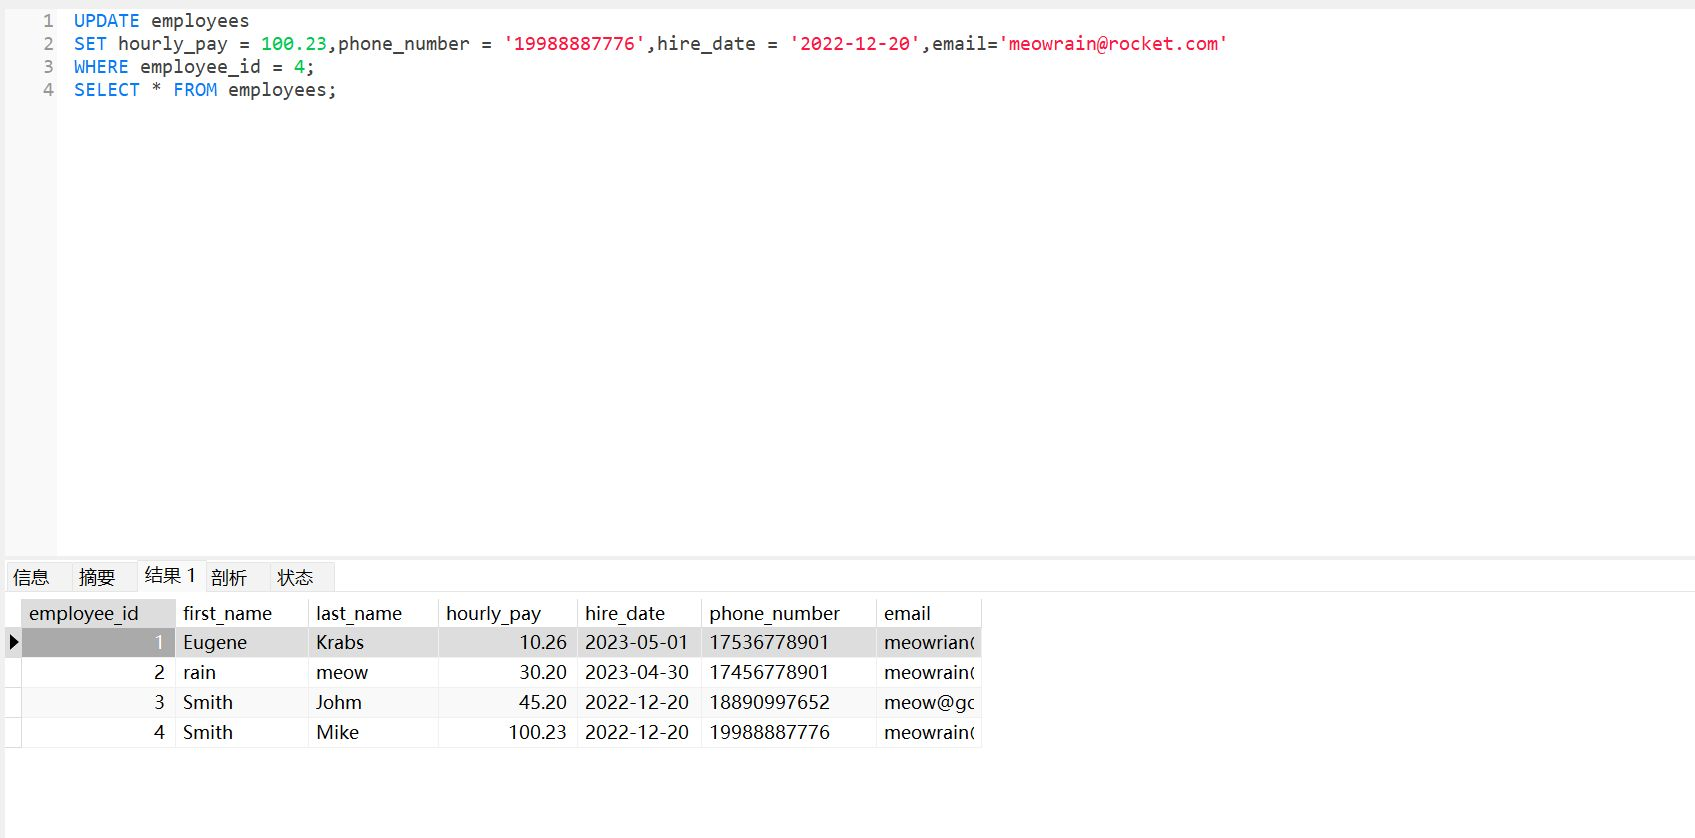 1 UPDATE employees
2 SET hourly_pay = 100.23,phone_number = '19988887776',hire_date = '2022-12-20',email='meowrain@rocket.com'
3 WHERE employee_id = 4;
4 SELECT * FROM employees;
信息 摘要 结果 1 剖析 状态
employee_id first_name last_name hourly_pay hire_date phone_number email
1 Eugene Krabs 10.26 2023-05-01 17536778901 meowrian@
2 rain meow 30.20 2023-04-30 17456778901 meowrain@
3 Smith Johm 45.20 2022-12-20 18890997652 meow@gc
4 Smith Mike 100.23 2022-12-20 19988887776 meowrain@